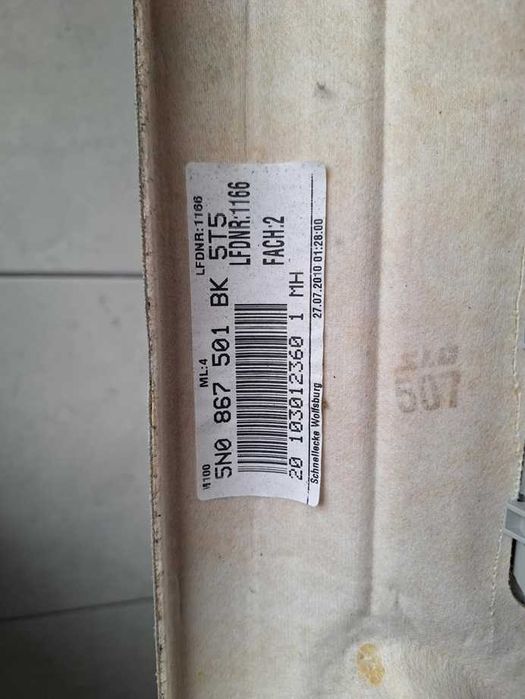 M100 ML:4 LFDNR:1166
5N0 867 501 BK 5T5
LFDNR:1166
FACH:2
20 103012360 1 MH
Schnellecke Wolfsburg 27.07.2010 01:28:00
507